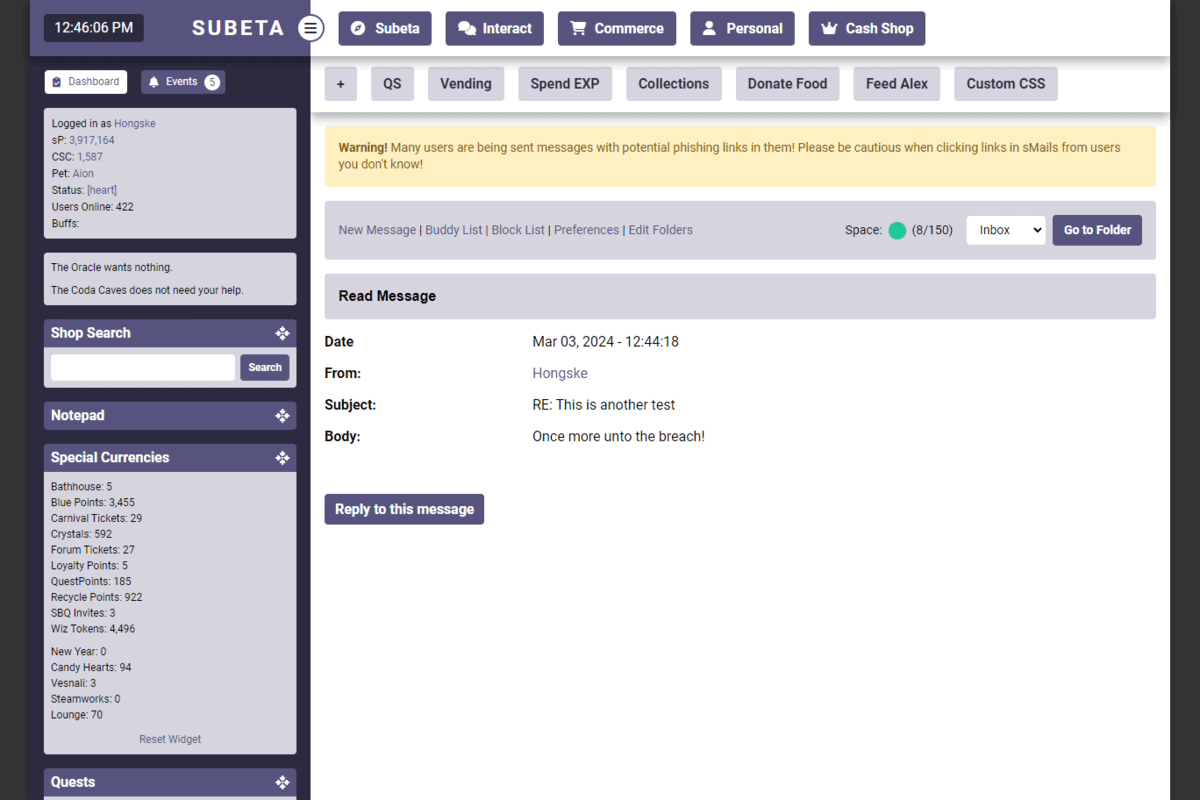 12:46:06 PM
SUBETA
Subeta
Interact
Commerce
Personal
Cash Shop
Dashboard
Events 5
+
QS
Vending
Spend EXP
Collections
Donate Food
Feed Alex
Custom CSS
Logged in as Hongske
sP: 3,917,164
CSC: 1,587
Pet: Aion
Status: [heart]
Users Online: 422
Buffs:
The Oracle wants nothing.
The Coda Caves does not need your help.
Shop Search
Search
Notepad
Special Currencies
Bathhouse: 5
Blue Points: 3,455
Carnival Tickets: 29
Crystals: 592
Forum Tickets: 27
Loyalty Points: 5
QuestPoints: 185
Recycle Points: 922
SBQ Invites: 3
Wiz Tokens: 4,496
New Year: 0
Candy Hearts: 94
Vesnali: 3
Steamworks: 0
Lounge: 70
Reset Widget
Quests
Warning! Many users are being sent messages with potential phishing links in them! Please be cautious when clicking links in sMails from users
you don't know!
New Message | Buddy List | Block List | Preferences | Edit Folders
Space: (8/150)
Inbox
Go to Folder
Read Message
Date Mar 03, 2024 - 12:44:18
From: Hongske
Subject: RE: This is another test
Body: Once more unto the breach!
Reply to this message